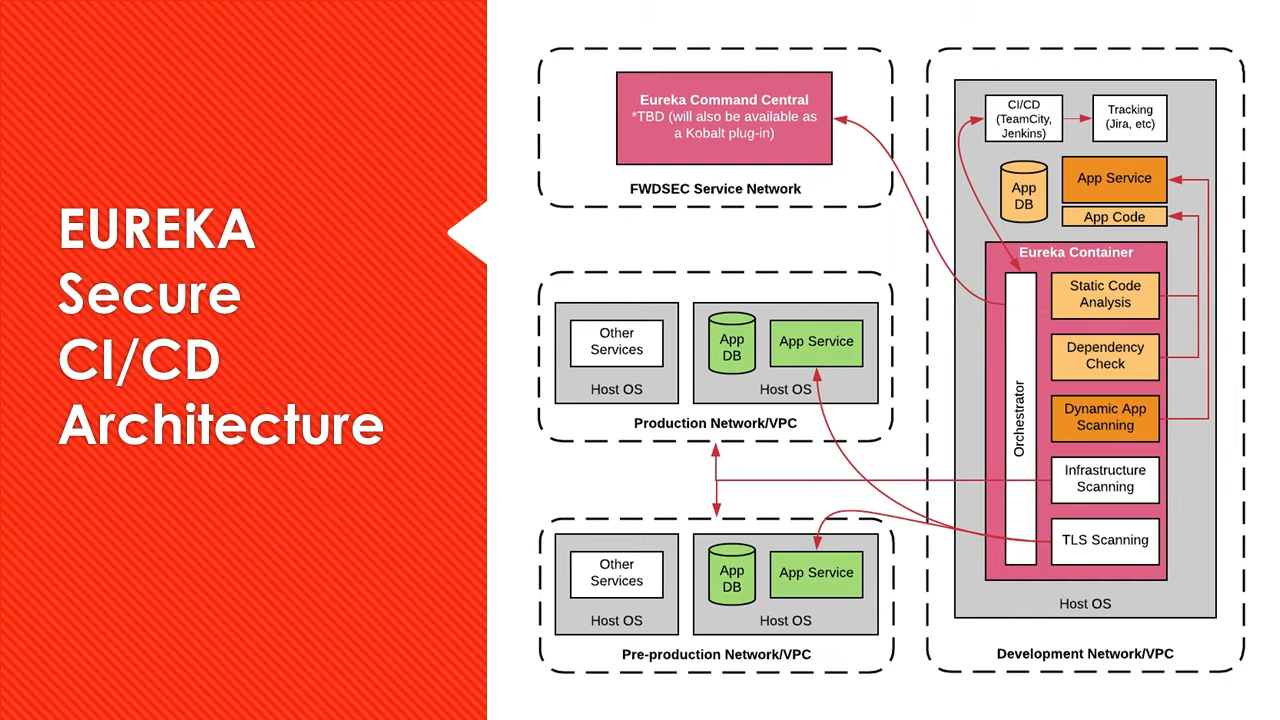 EUREKA
Secure
CI/CD
Architecture
Eureka Command Central
*TBD (will also be available as
a Kobalt plug-in)
FWDSEC Service Network
Other
Services
Host OS
App
DB
App Service
Host OS
Production Network/VPC
Other
Services
Host OS
App
DB
App Service
Host OS
Pre-production Network/VPC
CI/CD
(TeamCity,
Jenkins)
Tracking
(Jira, etc)
App
DB
App Service
App Code
Eureka Container
Orchestrator
Static Code
Analysis
Dependency
Check
Dynamic App
Scanning
Infrastructure
Scanning
TLS Scanning
Host OS
Development Network/VPC